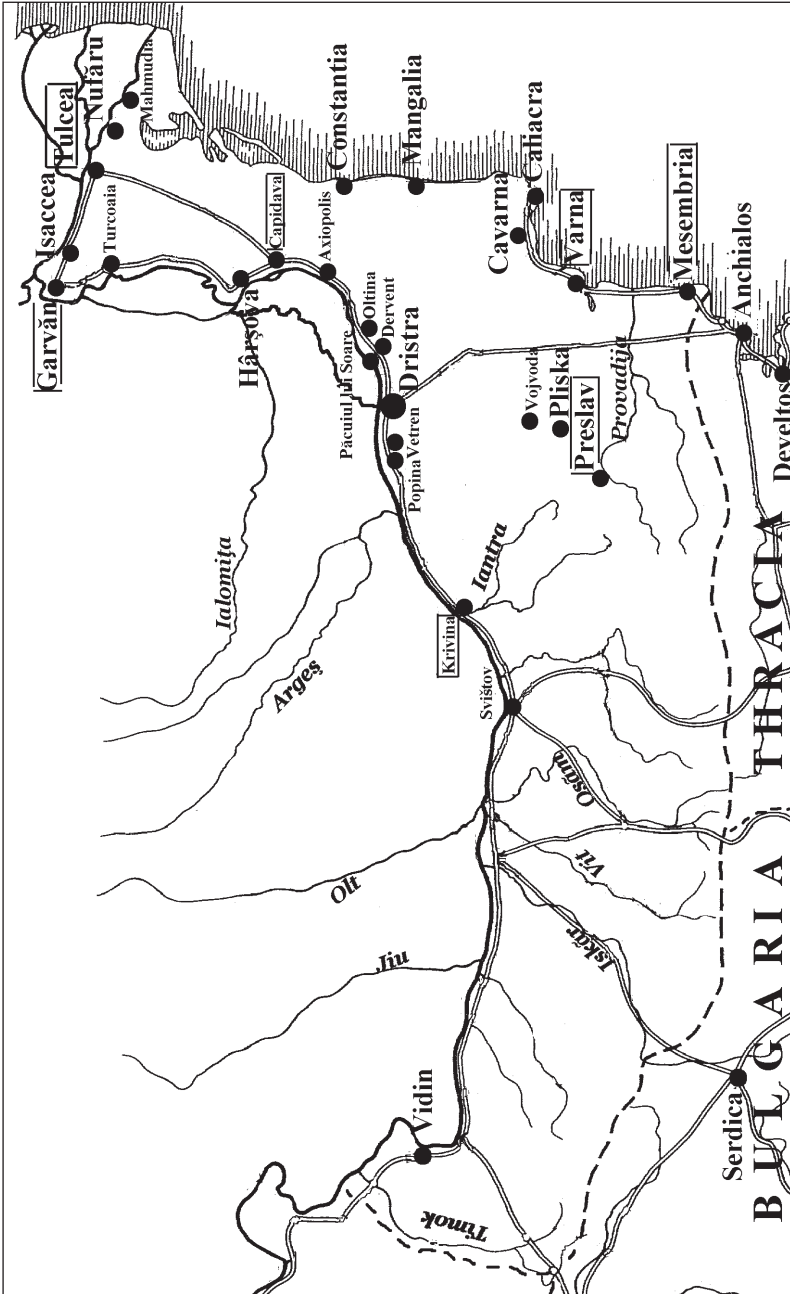 Garvăn
Isaccea
Tulcea
Nufăru
Mahmudia
Turcoaia
Hârşova
Capidava
Axiopolis
Constantia
Mangalia
Cavarna
Caliacra
Varna
Mesembria
Anchialos
Develtos
Oltina
Dervent
Păcuiul lui Soare
Dristra
Vetren
Popina
Vojvoda
Pliska
Preslav
Provadija
Ialomiţa
Argeş
Iantra
Krivina
Svištov
Osăm
Vit
Iskăr
Olt
Jiu
Vidin
Timok
Serdica
BULGARIA THRACIA